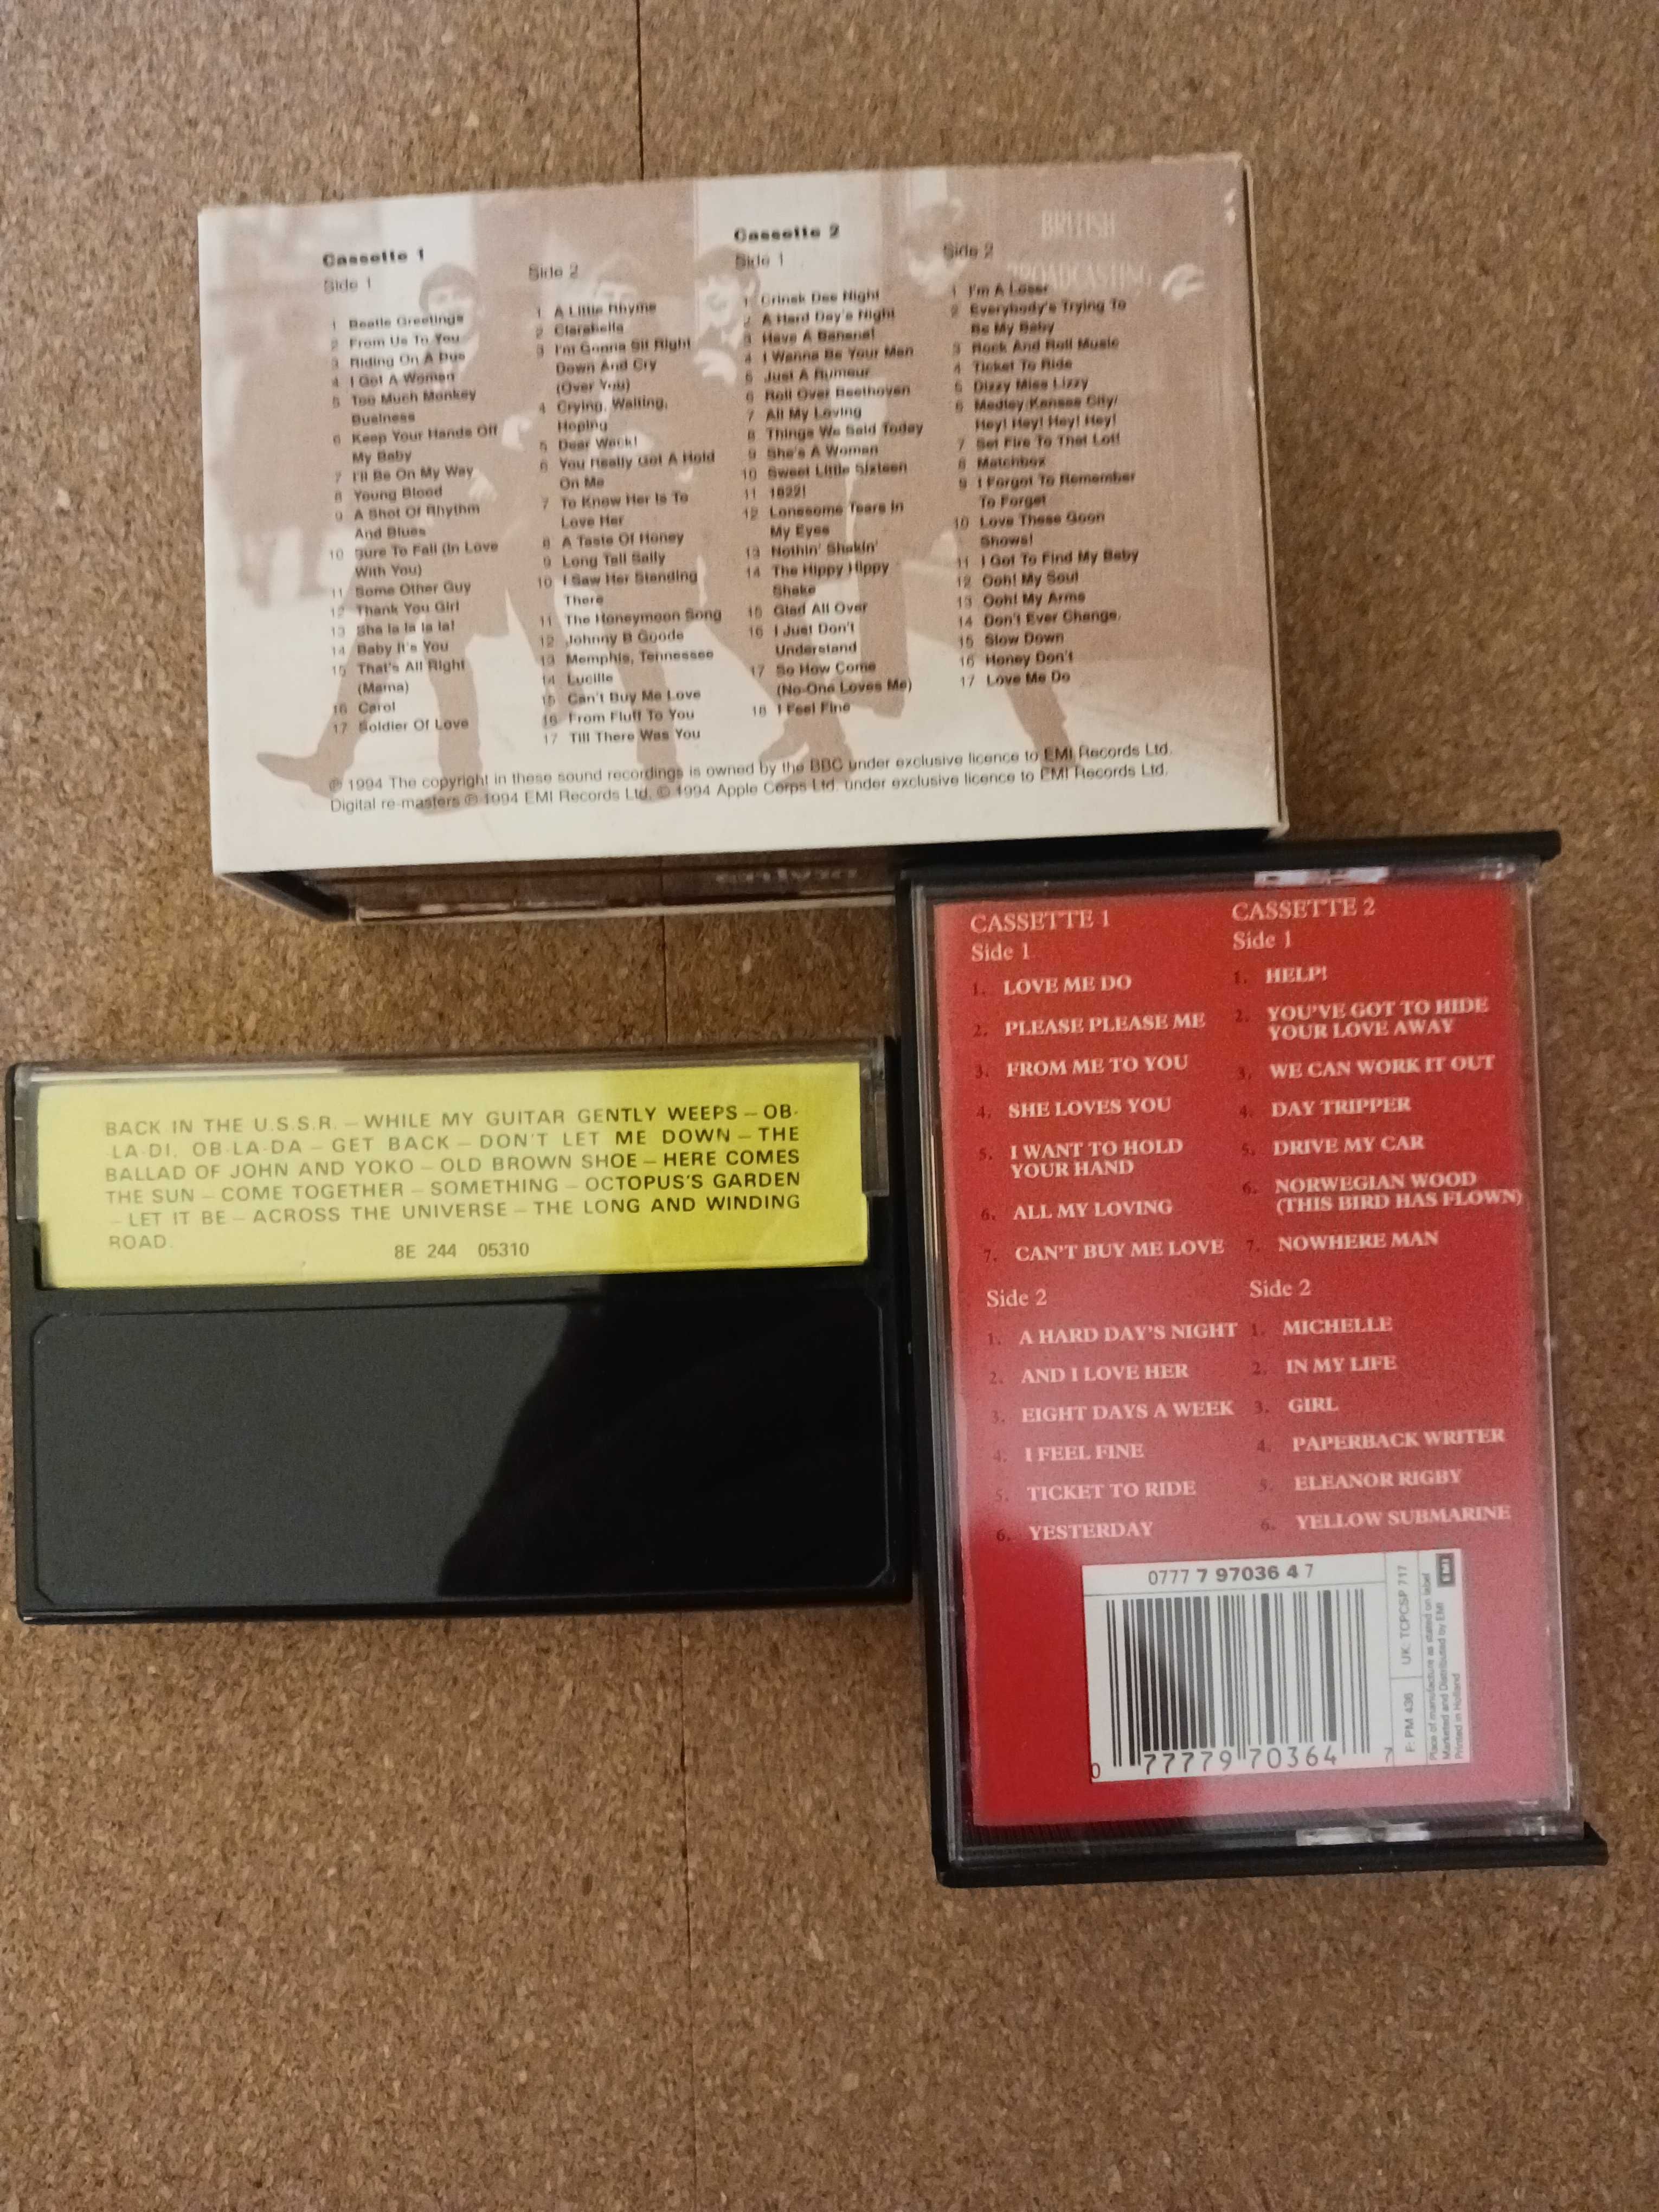 BRITISH
BROADCASTING
Cassette 1
Side 1
1 Beatle Greetings
2 From Us To You
3 Riding On A Bus
4 I Got A Woman
5 Too Much Monkey
Business
6 Keep Your Hands Off
My Baby
7 I'll Be On My Way
8 Young Blood
9 A Shot Of Rhythm
And Blues
10 Sure To Fall (In Love
With You)
11 Some Other Guy
12 Thank You Girl
13 Sha la la la la!
14 Baby It's You
15 That's All Right
(Mama)
16 Carol
17 Soldier Of Love
Side 2
1 A Little Rhyme
2 Clarabella
3 I'm Gonna Sit Right
Down And Cry
(Over You)
4 Crying, Waiting,
Hoping
5 Dear Wack!
6 You Really Got A Hold
On Me
7 To Know Her Is To
Love Her
8 A Taste Of Honey
9 Long Tall Sally
10 I Saw Her Standing
There
11 The Honeymoon Song
12 Johnny B Goode
13 Memphis, Tennessee
14 Lucille
15 Can't Buy Me Love
16 From Fluff To You
17 Till There Was You
Cassette 2
Side 1
1 Crinsk Dee Night
2 A Hard Day's Night
3 Have A Banana!
4 I Wanna Be Your Man
5 Just A Rumour
6 Roll Over Beethoven
7 All My Loving
8 Things We Said Today
9 She's A Woman
10 Sweet Little Sixteen
11 1822!
12 Lonesome Tears In
My Eyes
13 Nothin' Shakin'
14 The Hippy Hippy
Shake
15 Glad All Over
16 I Just Don't
Understand
17 So How Come
(No-One Loves Me)
18 I Feel Fine
Side 2
1 I'm A Loser
2 Everybody's Trying To
Be My Baby
3 Rock And Roll Music
4 Ticket To Ride
5 Dizzy Miss Lizzy
6 Medley:Kansas City/
Hey! Hey! Hey! Hey!
7 Set Fire To That Lot!
8 Matchbox
9 I Forgot To Remember
To Forget
10 Love These Goon
Shows!
11 I Got To Find My Baby
12 Ooh! My Soul
13 Ooh! My Arms
14 Don't Ever Change.
15 Slow Down
16 Honey Don't
17 Love Me Do
℗ 1994 The copyright in these sound recordings is owned by the BBC under exclusive licence to EMI Records Ltd.
Digital re-masters ℗ 1994 EMI Records Ltd. © 1994 Apple Corps Ltd. under exclusive licence to EMI Records Ltd.
BEATLES
BACK IN THE U.S.S.R. – WHILE MY GUITAR GENTLY WEEPS – OB-
-LA-DI, OB-LA-DA – GET BACK – DON'T LET ME DOWN – THE
BALLAD OF JOHN AND YOKO – OLD BROWN SHOE – HERE COMES
THE SUN – COME TOGETHER – SOMETHING – OCTOPUS'S GARDEN
– LET IT BE – ACROSS THE UNIVERSE – THE LONG AND WINDING
ROAD.
8E 244 05310
CASSETTE 1
Side 1
1. LOVE ME DO
2. PLEASE PLEASE ME
3. FROM ME TO YOU
4. SHE LOVES YOU
5. I WANT TO HOLD
YOUR HAND
6. ALL MY LOVING
7. CAN'T BUY ME LOVE
Side 2
1. A HARD DAY'S NIGHT
2. AND I LOVE HER
3. EIGHT DAYS A WEEK
4. I FEEL FINE
5. TICKET TO RIDE
6. YESTERDAY
CASSETTE 2
Side 1
1. HELP!
2. YOU'VE GOT TO HIDE
YOUR LOVE AWAY
3. WE CAN WORK IT OUT
4. DAY TRIPPER
5. DRIVE MY CAR
6. NORWEGIAN WOOD
(THIS BIRD HAS FLOWN)
7. NOWHERE MAN
Side 2
1. MICHELLE
2. IN MY LIFE
3. GIRL
4. PAPERBACK WRITER
5. ELEANOR RIGBY
6. YELLOW SUBMARINE
0777 7 97036 4 7
0 77779 70364 7
F: PM 436
UK: TCPCSP 717
Place of manufacture as stated on label
Marketed and Distributed by EMI
Printed in Holland
EMI